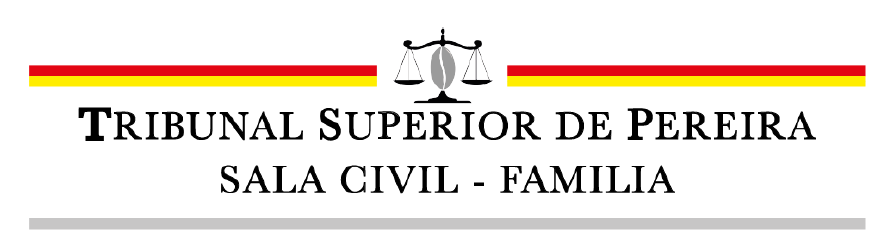 TRIBUNAL SUPERIOR DE PEREIRA
SALA CIVIL - FAMILIA